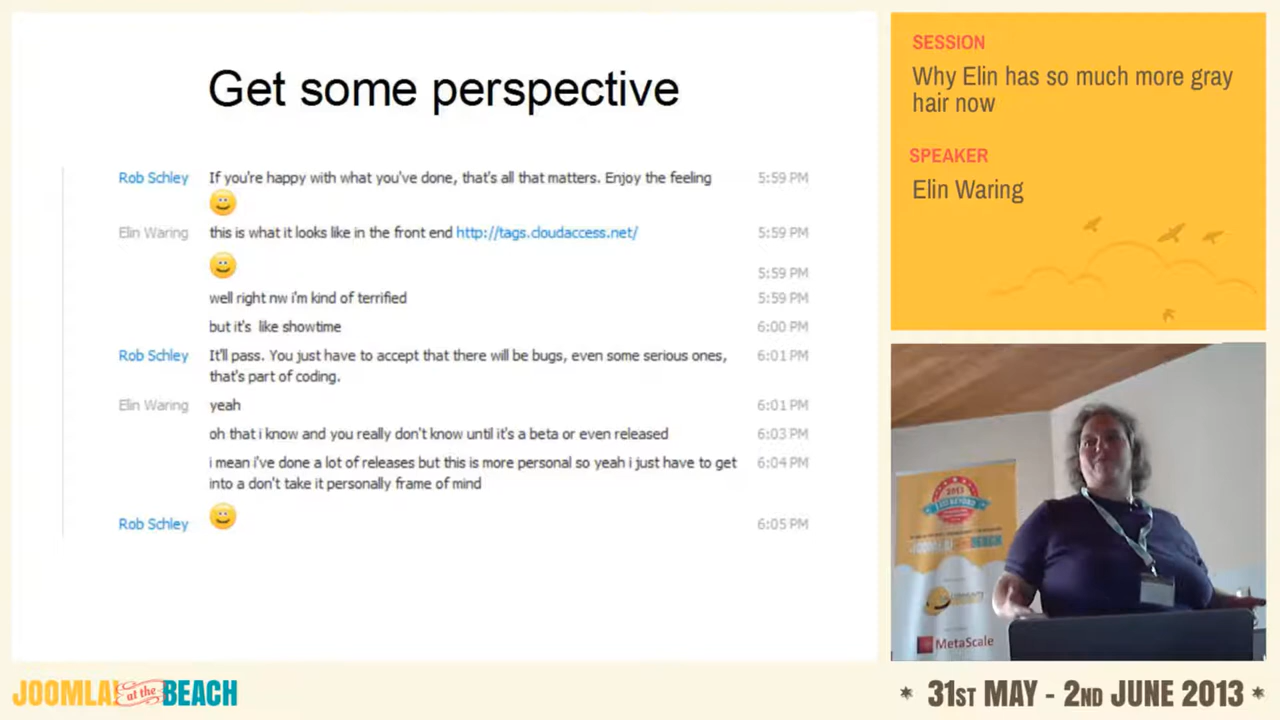 Get some perspective
Rob Schley If you're happy with what you've done, that's all that matters. Enjoy the feeling 5:59 PM
Elin Waring this is what it looks like in the front end http://tags.cloudaccess.net/ 5:59 PM
5:59 PM
well right nw i'm kind of terrified 5:59 PM
but it's like showtime 6:00 PM
Rob Schley It'll pass. You just have to accept that there will be bugs, even some serious ones, 6:01 PM
that's part of coding.
Elin Waring yeah 6:01 PM
oh that i know and you really don't know until it's a beta or even released 6:03 PM
i mean i've done a lot of releases but this is more personal so yeah i just have to get 6:04 PM
into a don't take it personally frame of mind
Rob Schley 6:05 PM
SESSION
Why Elin has so much more gray
hair now
SPEAKER
Elin Waring
2013
MetaScale
JOOMLA! at the BEACH
* 31ST MAY - 2ND JUNE 2013 *